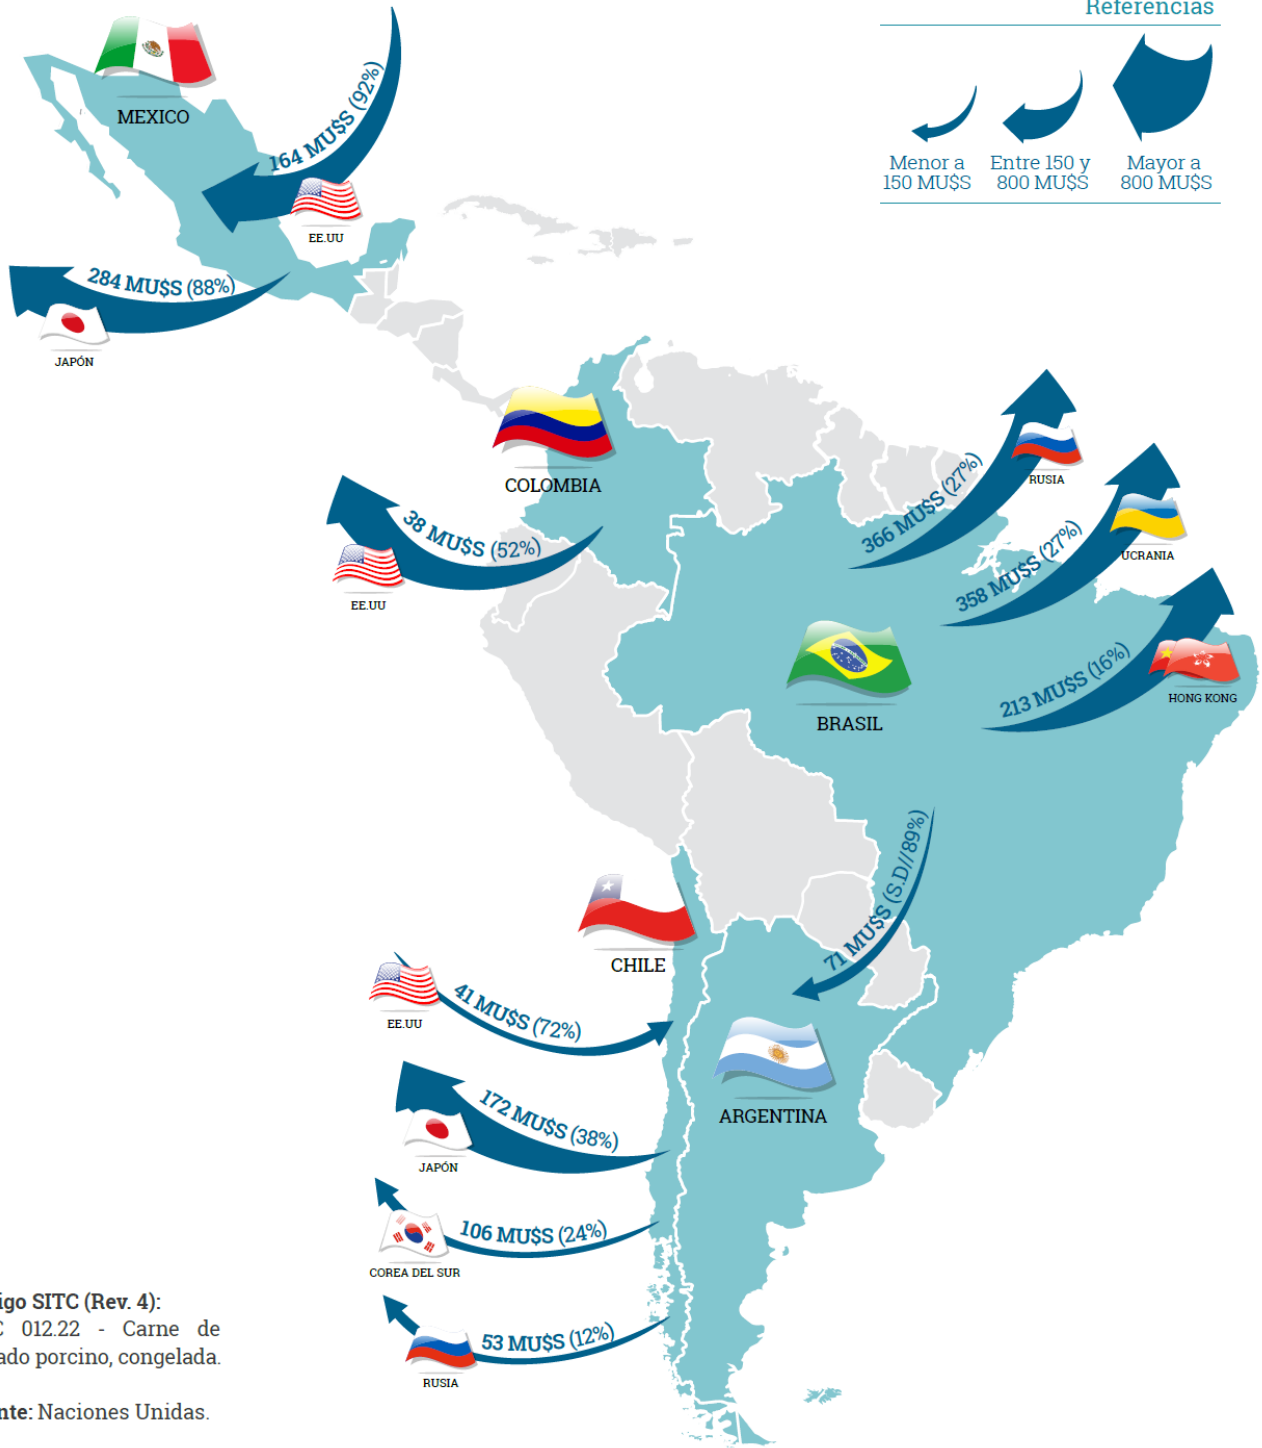 Referencias
Menor a
150 MU$S
Entre 150 y
800 MU$S
Mayor a
800 MU$S
MEXICO
164 MU$S (92%)
EE.UU
284 MU$S (88%)
JAPÓN
COLOMBIA
38 MU$S (52%)
EE.UU
366 MU$S (27%)
RUSIA
358 MU$S (27%)
UCRANIA
213 MU$S (16%)
HONG KONG
BRASIL
71 MU$S (S.D//89%)
CHILE
41 MU$S (72%)
EE.UU
ARGENTINA
172 MU$S (38%)
JAPÓN
106 MU$S (24%)
COREA DEL SUR
53 MU$S (12%)
RUSIA
igo SITC (Rev. 4):
C 012.22 - Carne de
ado porcino, congelada.
nte: Naciones Unidas.